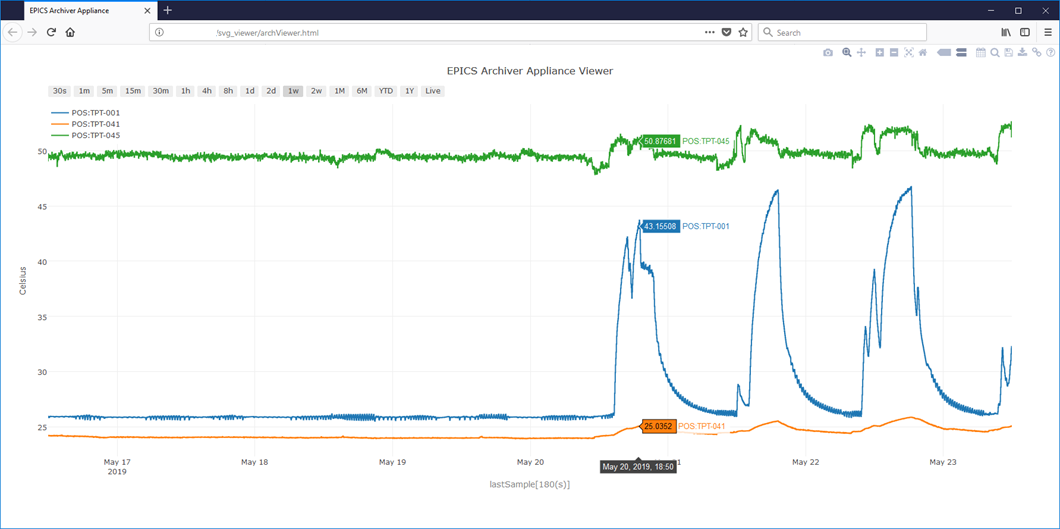 EPICS Archiver Appliance
!svg_viewer/archViewer.html
Search
EPICS Archiver Appliance Viewer
30s 1m 5m 15m 30m 1h 4h 8h 1d 2d 1w 2w 1M 6M YTD 1Y Live
POS:TPT-001
POS:TPT-041
POS:TPT-045
50
45
40
35
30
25
Celsius
50.87681 POS:TPT-045
43.15508 POS:TPT-001
25.0352 POS:TPT-041
May 17
2019
May 18
May 19
May 20
May 20, 2019, 18:50
May 22
May 23
lastSample[180(s)]